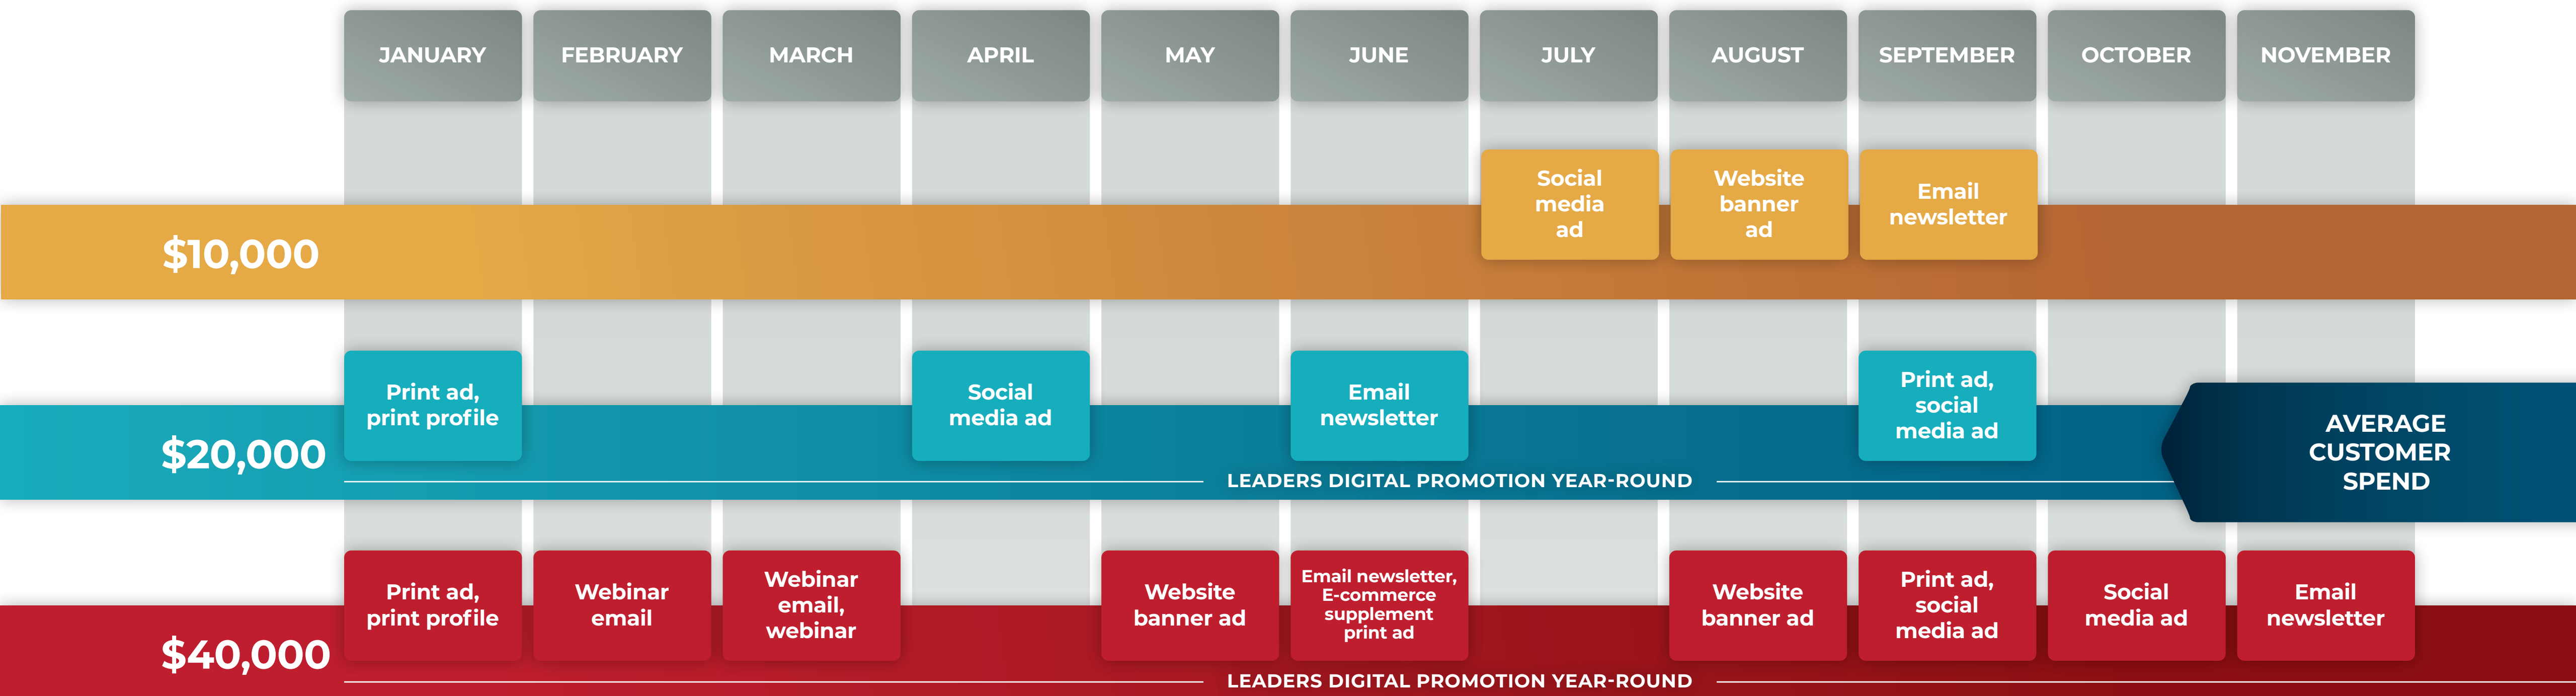 JANUARY
FEBRUARY
MARCH
APRIL
MAY
JUNE
JULY
AUGUST
SEPTEMBER
OCTOBER
NOVEMBER
$10,000
Social
media
ad
Website
banner
ad
Email
newsletter
$20,000
Print ad,
print profile
Social
media ad
Email
newsletter
Print ad,
social
media ad
LEADERS DIGITAL PROMOTION YEAR-ROUND
AVERAGE
CUSTOMER
SPEND
$40,000
Print ad,
print profile
Webinar
email
Webinar
email,
webinar
Website
banner ad
Email newsletter,
E-commerce
supplement
print ad
Website
banner ad
Print ad,
social
media ad
Social
media ad
Email
newsletter
LEADERS DIGITAL PROMOTION YEAR-ROUND